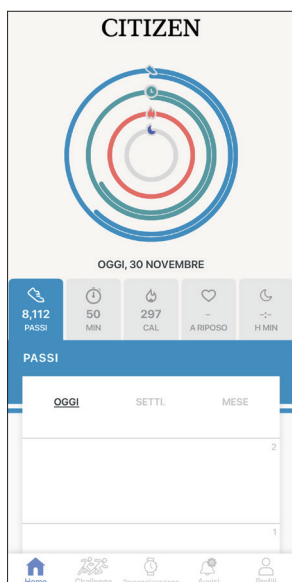 CITIZEN
OGGI, 30 NOVEMBRE
8,112 50 297 - -:-
PASSI MIN CAL A RIPOSO H MIN
PASSI
OGGI SETTI. MESE
2
1
Home Challenge Avvisi Profili